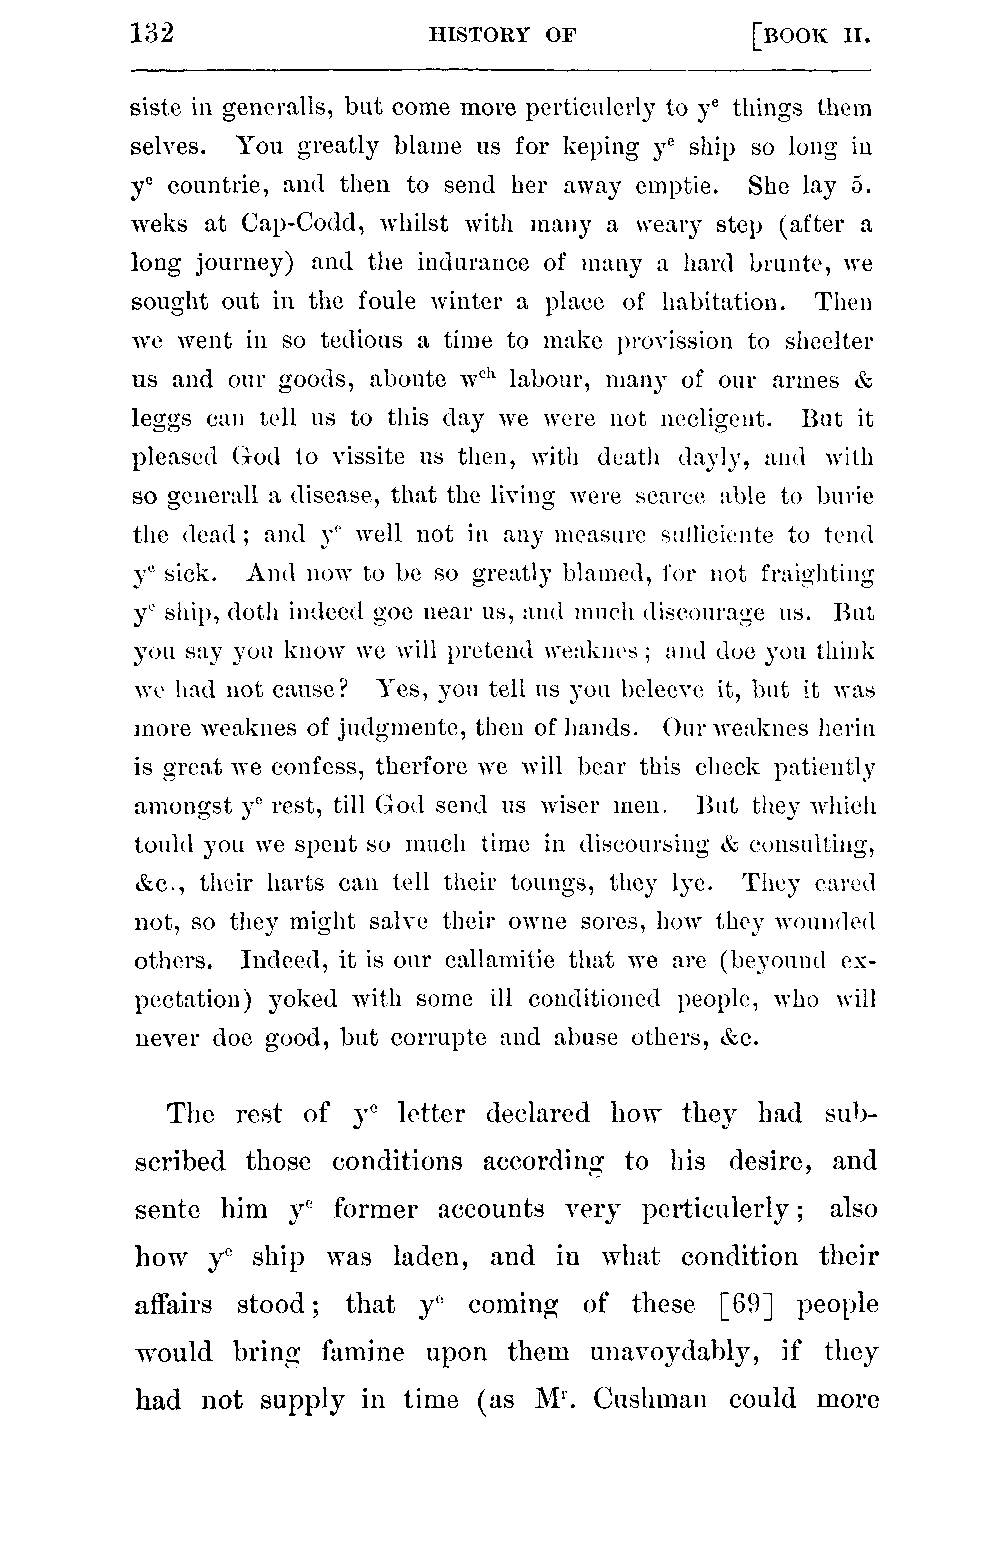 132 HISTORY OF [BOOK II.
siste in generalls, but come more perticulerly to yᵉ things them
selves. You greatly blame us for keping yᵉ ship so long in
yᵉ countrie, and then to send her away emptie. She lay 5.
weks at Cap-Codd, whilst with many a weary step (after a
long journey) and the indurance of many a hard brunte, we
sought out in the foule winter a place of habitation. Then
we went in so tedious a time to make provission to sheelter
us and our goods, aboute wᶜʰ labour, many of our armes &
leggs can tell us to this day we were not necligent. But it
pleased God to vissite us then, with death dayly, and with
so generall a disease, that the living were scarce able to burie
the dead; and yᵉ well not in any measure sufficiente to tend
yᵉ sick. And now to be so greatly blamed, for not fraighting
yᵉ ship, doth indeed goe near us, and much discourage us. But
you say you know we will pretend weaknes; and doe you think
we had not cause? Yes, you tell us you beleeve it, but it was
more weaknes of judgmente, then of hands. Our weaknes herin
is great we confess, therfore we will bear this check patiently
amongst yᵉ rest, till God send us wiser men. But they which
tould you we spent so much time in discoursing & consulting,
&c., their harts can tell their toungs, they lye. They cared
not, so they might salve their owne sores, how they wounded
others. Indeed, it is our callamitie that we are (beyound ex-
pectation) yoked with some ill conditioned people, who will
never doe good, but corrupte and abuse others, &c.
The rest of yᵉ letter declared how they had sub-
scribed those conditions according to his desire, and
sente him yᵉ former accounts very perticulerly; also
how yᵉ ship was laden, and in what condition their
affairs stood; that yᵉ coming of these [69] people
would bring famine upon them unavoydably, if they
had not supply in time (as Mʳ. Cushman could more